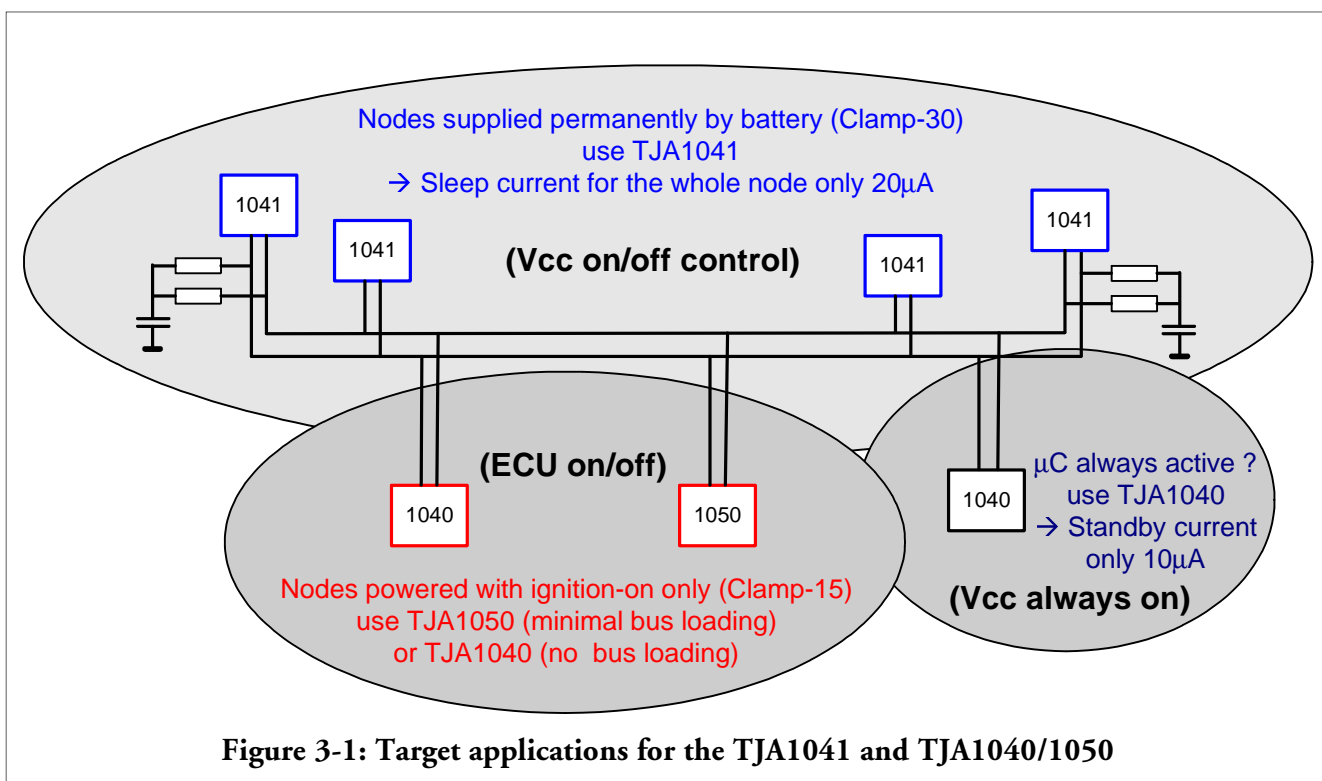 Nodes supplied permanently by battery (Clamp-30)
use TJA1041
→ Sleep current for the whole node only 20μA
1041
1041
(Vcc on/off control)
1041
1041
(ECU on/off)
1040
1050
1040
μC always active ?
use TJA1040
→ Standby current
only 10μA
(Vcc always on)
Nodes powered with ignition-on only (Clamp-15)
use TJA1050 (minimal bus loading)
or TJA1040 (no bus loading)
Figure 3-1: Target applications for the TJA1041 and TJA1040/1050